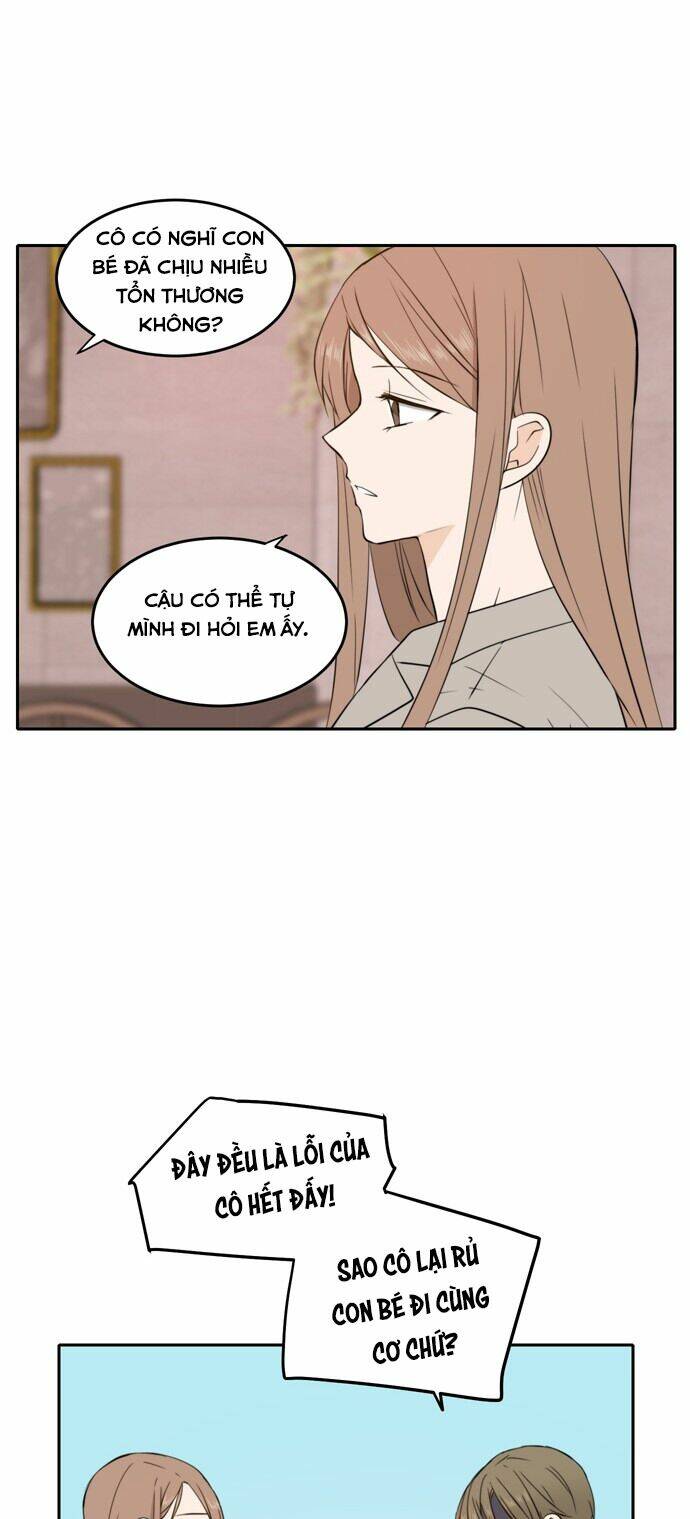 CÔ CÓ NGHĨ CON
BÉ ĐÃ CHỊU NHIỀU
TỔN THƯƠNG
KHÔNG?
CẬU CÓ THỂ TỰ
MÌNH ĐI HỎI EM ẤY.
ĐÂY ĐỀU LÀ LỖI CỦA
CÔ HẾT ĐẤY!
SAO CÔ LẠI RỦ
CON BÉ ĐI CÙNG
CƠ CHỨ?